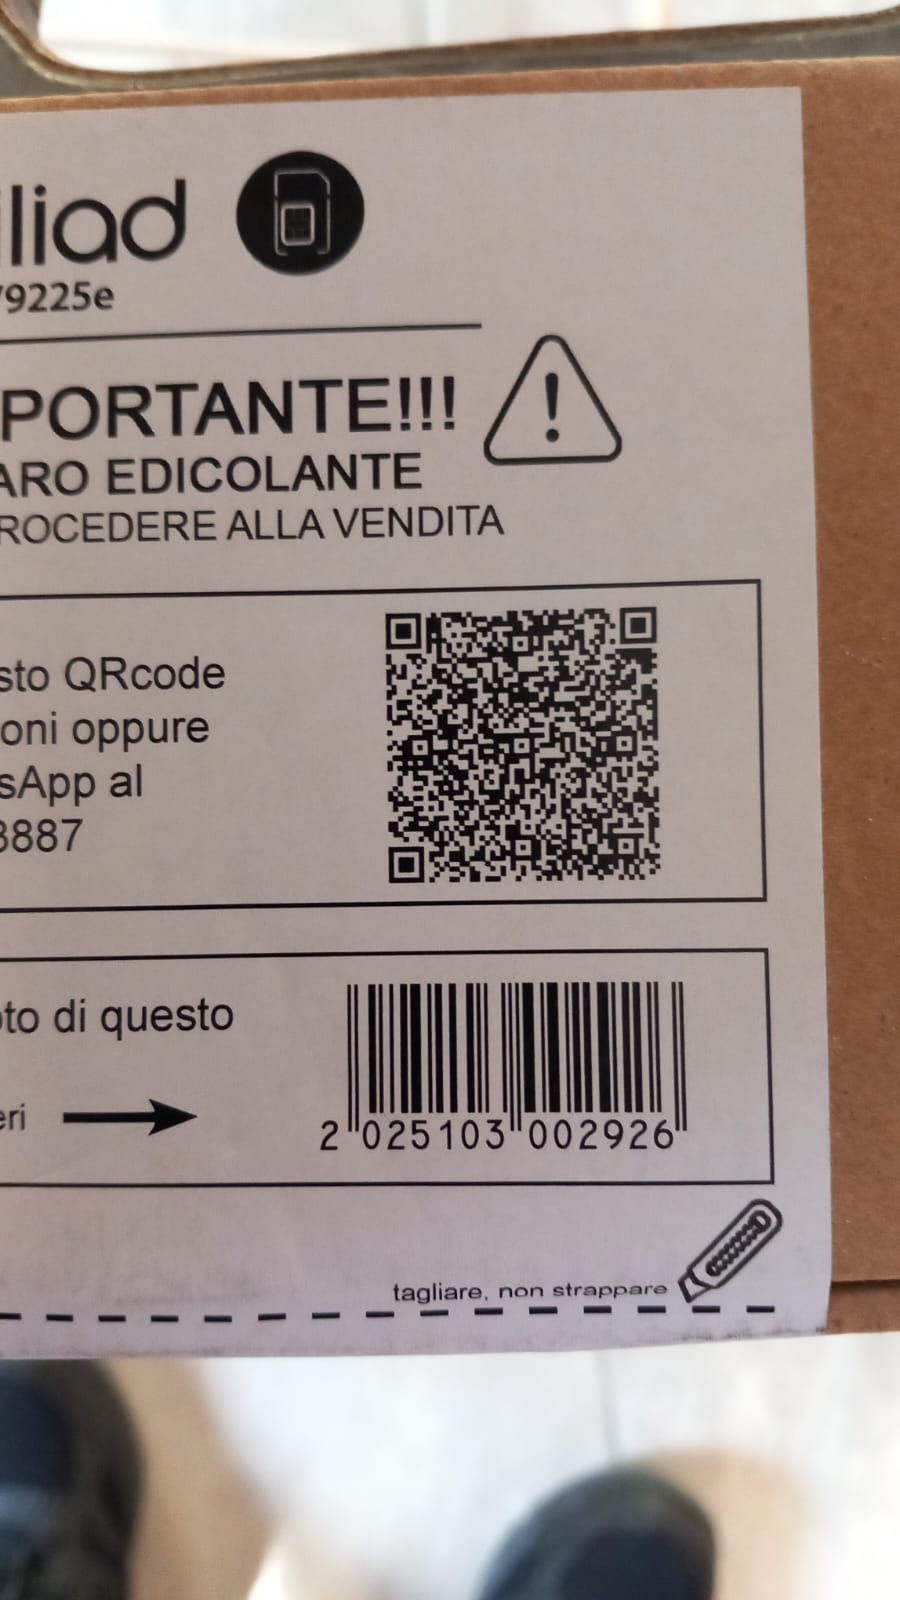 iliad
79225e
PORTANTE!!!
ARO EDICOLANTE
ROCEDERE ALLA VENDITA
sto QRcode
oni oppure
sApp al
3887
oto di questo
eri
2 025103 002926
tagliare, non strappare